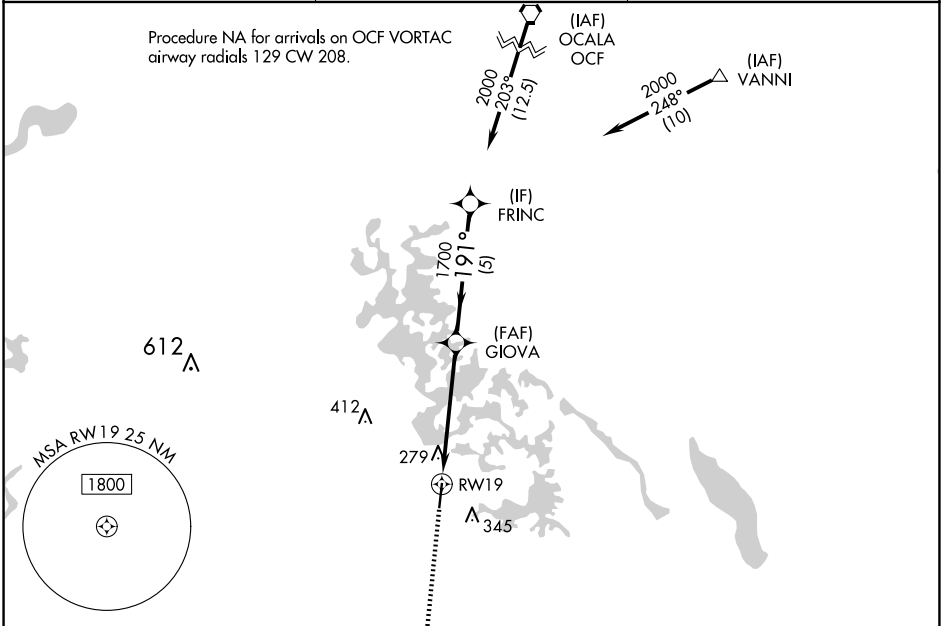 Procedure NA for arrivals on OCF VORTAC
airway radials 129 CW 208.
(IAF)
OCALA
OCF
2000
203°
(12.5)
(IAF)
VANNI
2000
248°
(10)
(IF)
FRINC
1700
191°
(5)
(FAF)
GIOVA
612
412
279
RW19
345
MSA RW19 25 NM
1800